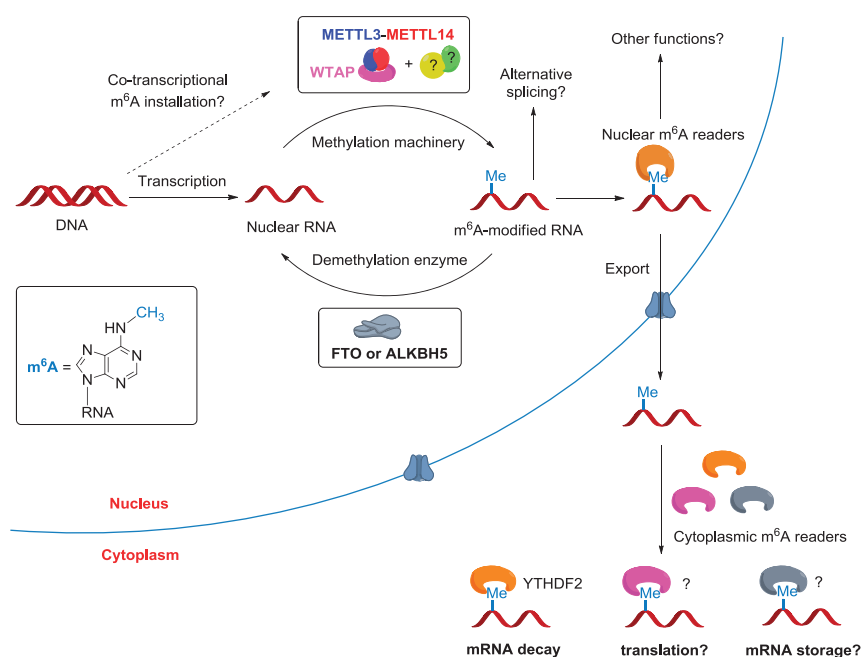 METTL3-METTL14
WTAP + ? ?
Other functions?
Co-transcriptional
m⁶A installation?
Alternative
splicing?
Methylation machinery
Nuclear m⁶A readers
Me
Me
Transcription
DNA
Nuclear RNA
m⁶A-modified RNA
Demethylation enzyme
Export
FTO or ALKBH5
CH₃
HN
N
N
m⁶A =
N
N
RNA
Me
Nucleus
Cytoplasm
Cytoplasmic m⁶A readers
Me
YTHDF2
Me
?
Me
?
mRNA decay
translation?
mRNA storage?